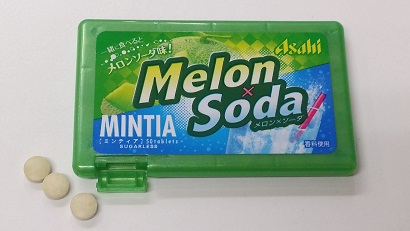 一緒に食べると
メロンソーダ味!
Asahi
Melon
×
Soda
メロン×ソーダ
MINTIA
[ミンティア] 50tablets
SUGARLESS
香料使用